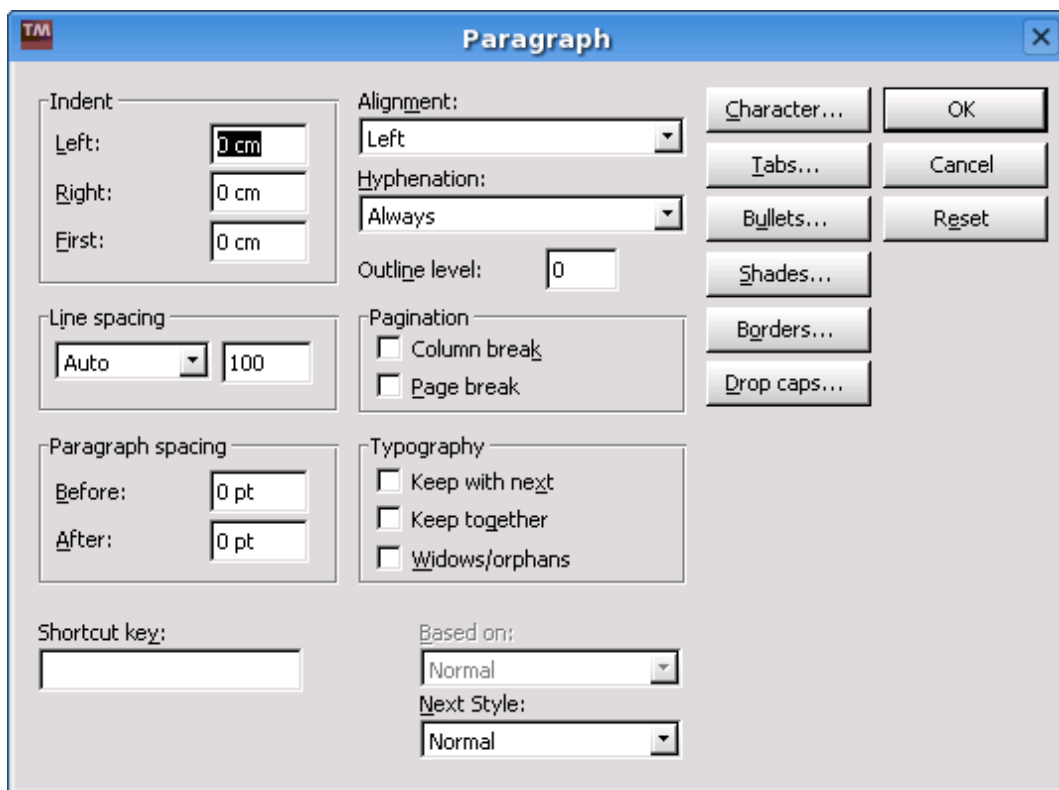 TM
Paragraph
Indent
Left: 0 cm
Right: 0 cm
First: 0 cm
Alignment:
Left
Hyphenation:
Always
Outline level: 0
Character... OK
Tabs... Cancel
Bullets... Reset
Shades...
Borders...
Drop caps...
Line spacing
Auto 100
Pagination
Column break
Page break
Paragraph spacing
Before: 0 pt
After: 0 pt
Typography
Keep with next
Keep together
Widows/orphans
Shortcut key:
Based on:
Normal
Next Style:
Normal